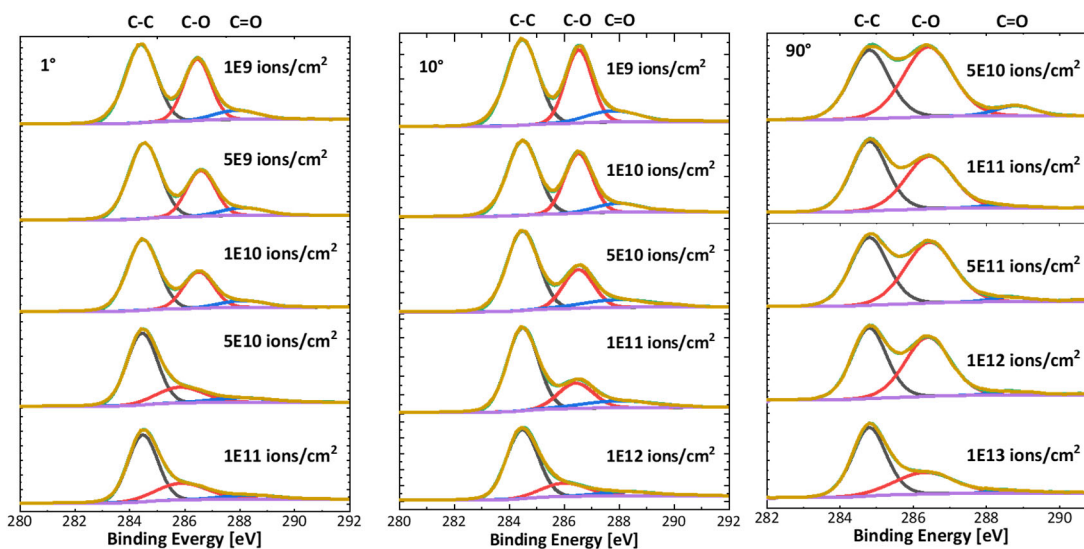 C-C C-O C=O
1°
1E9 ions/cm²
5E9 ions/cm²
1E10 ions/cm²
5E10 ions/cm²
1E11 ions/cm²
280 282 284 286 288 290 292
Binding Evergy [eV]
C-C C-O C=O
10°
1E9 ions/cm²
1E10 ions/cm²
5E10 ions/cm²
1E11 ions/cm²
1E12 ions/cm²
280 282 284 286 288 290 292
Binding Energy [eV]
C-C C-O C=O
90°
5E10 ions/cm²
1E11 ions/cm²
5E11 ions/cm²
1E12 ions/cm²
1E13 ions/cm²
282 284 286 288 290
Binding Energy [eV]